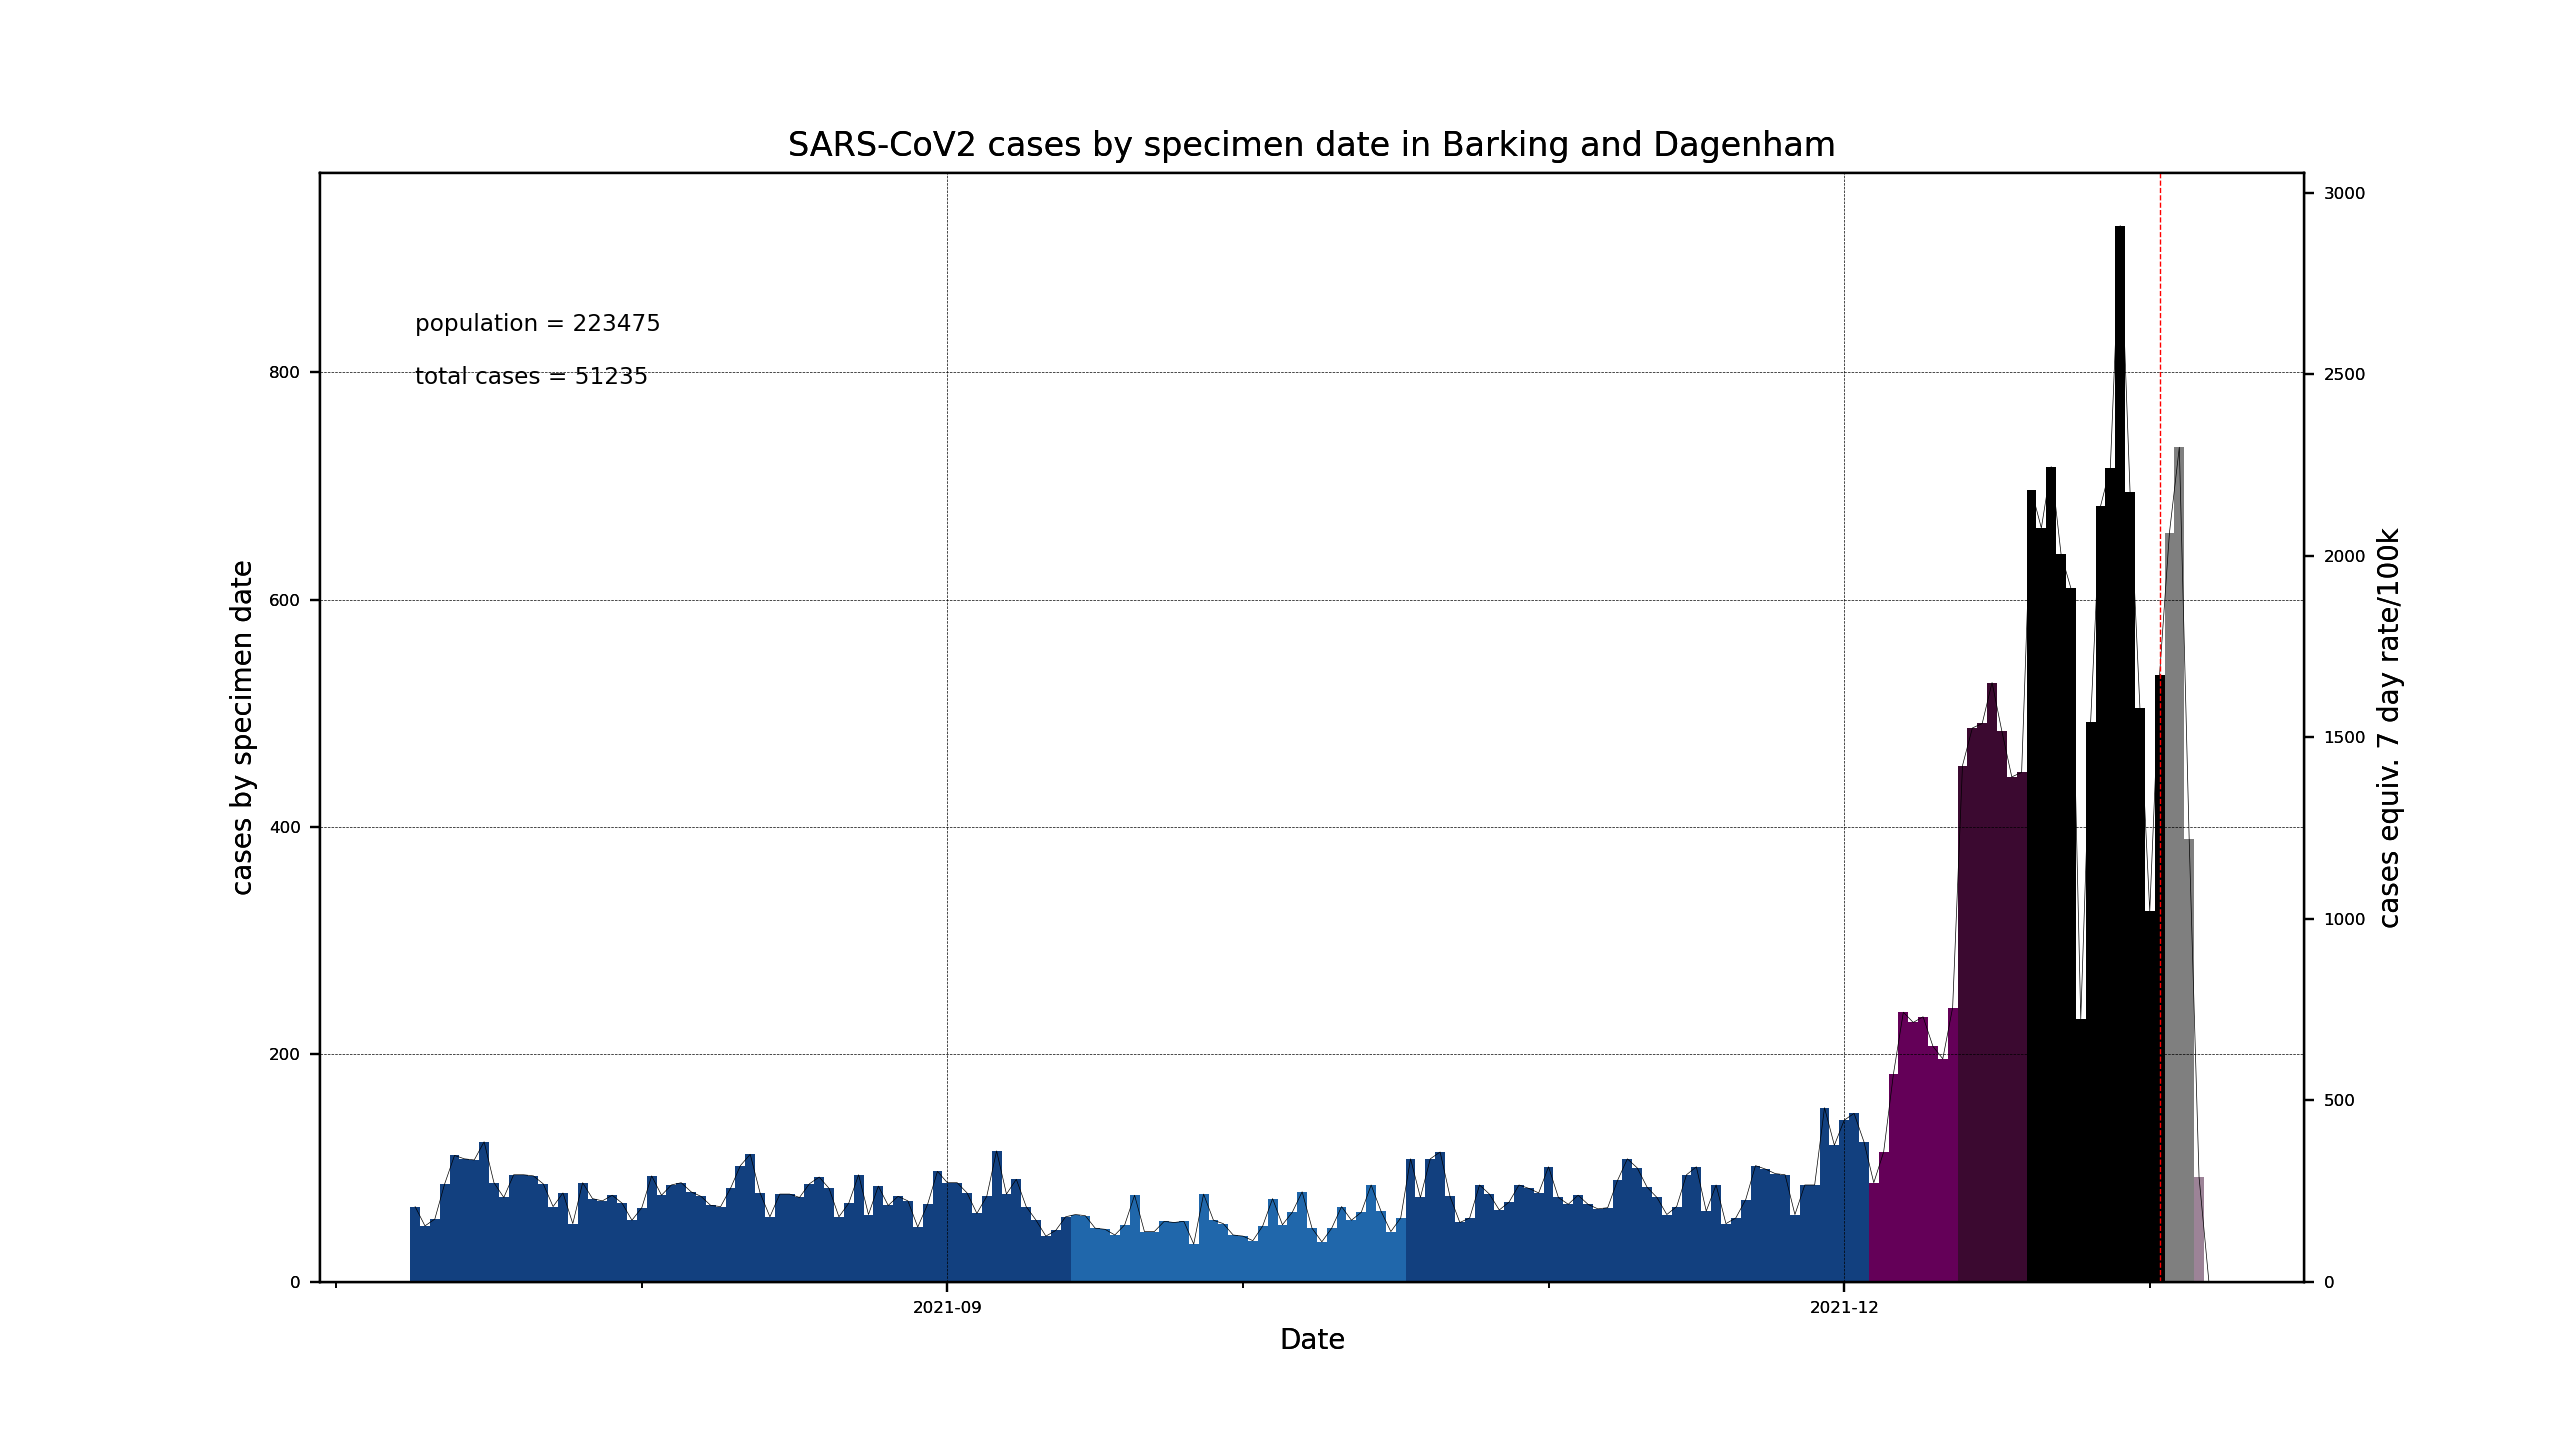 SARS-CoV2 cases by specimen date in Barking and Dagenham
population = 223475
total cases = 51235
cases by specimen date
800
600
400
200
0
3000
2500
2000
1500
1000
500
0
cases equiv. 7 day rate/100k
2021-09
2021-12
Date